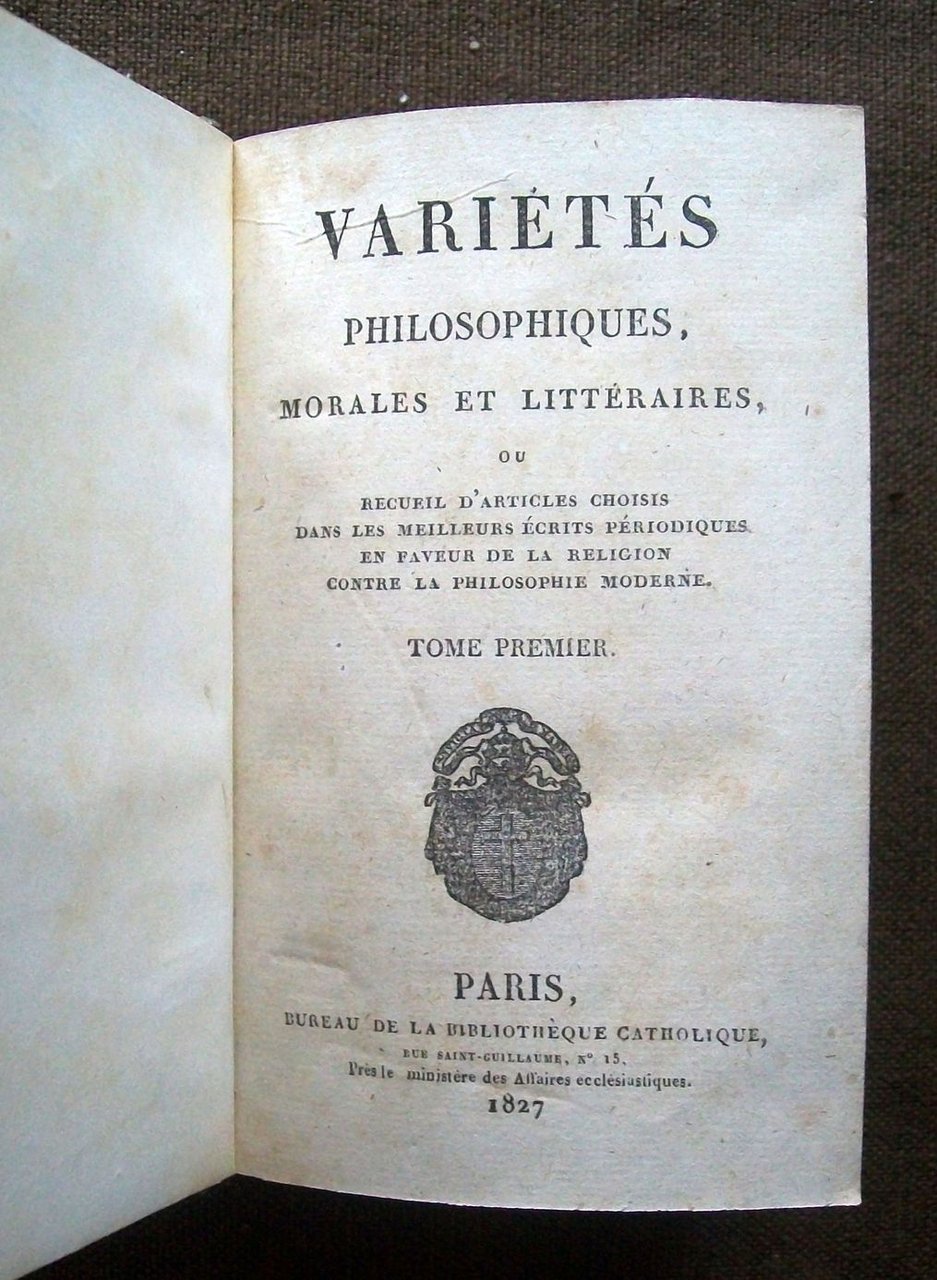 VARIÉTÉS
PHILOSOPHIQUES,
MORALES ET LITTÉRAIRES,
OU
RECUEIL D'ARTICLES CHOISIS
DANS LES MEILLEURS ÉCRITS PÉRIODIQUES
EN FAVEUR DE LA RELIGION
CONTRE LA PHILOSOPHIE MODERNE.
TOME PREMIER.
PARIS,
BUREAU DE LA BIBLIOTHÈQUE CATHOLIQUE,
RUE SAINT-GUILLAUME, N° 15,
Près le ministère des Affaires ecclésiastiques.
1827